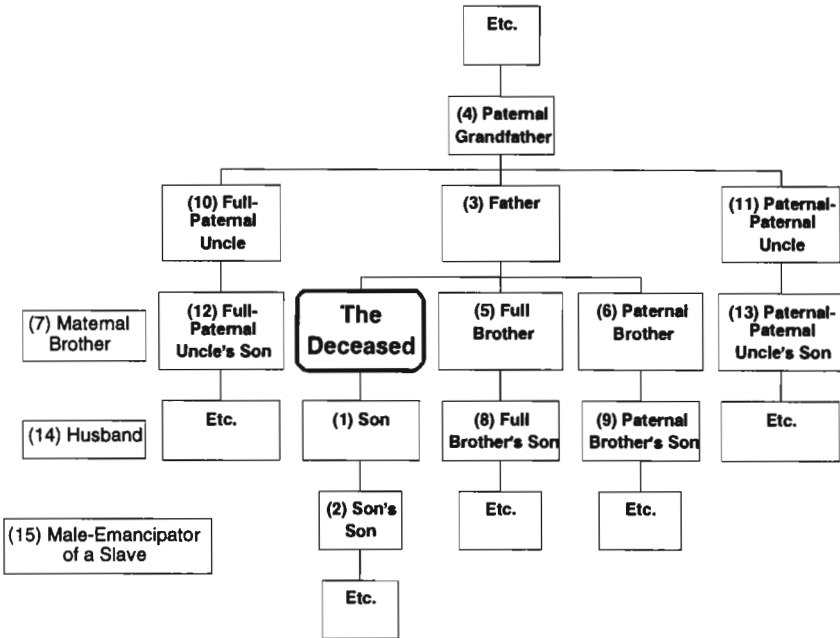 Etc.
(4) Paternal
Grandfather
(10) Full-
Paternal
Uncle
(3) Father
(11) Paternal-
Paternal
Uncle
(7) Maternal
Brother
(12) Full-
Paternal
Uncle's Son
The
Deceased
(5) Full
Brother
(6) Paternal
Brother
(13) Paternal-
Paternal
Uncle's Son
(14) Husband
Etc.
(1) Son
(8) Full
Brother's Son
(9) Paternal
Brother's Son
Etc.
(15) Male-Emancipator
of a Slave
(2) Son's
Son
Etc.
Etc.
Etc.